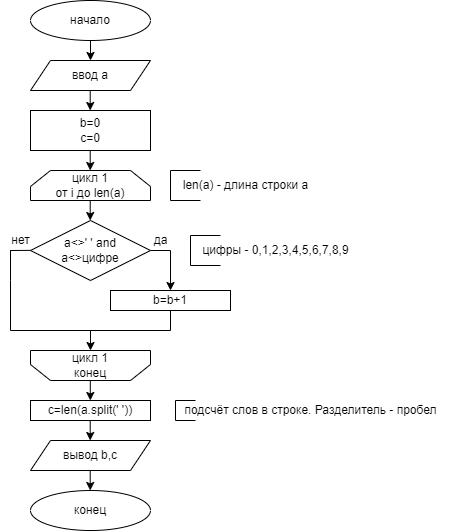 начало
ввод a
b=0
c=0
цикл 1
от i до len(a)
len(a) - длина строки a
нет
a<>' ' and
a<>цифре
да
цифры - 0,1,2,3,4,5,6,7,8,9
b=b+1
цикл 1
конец
c=len(a.split(' '))
подсчёт слов в строке. Разделитель - пробел
вывод b,c
конец